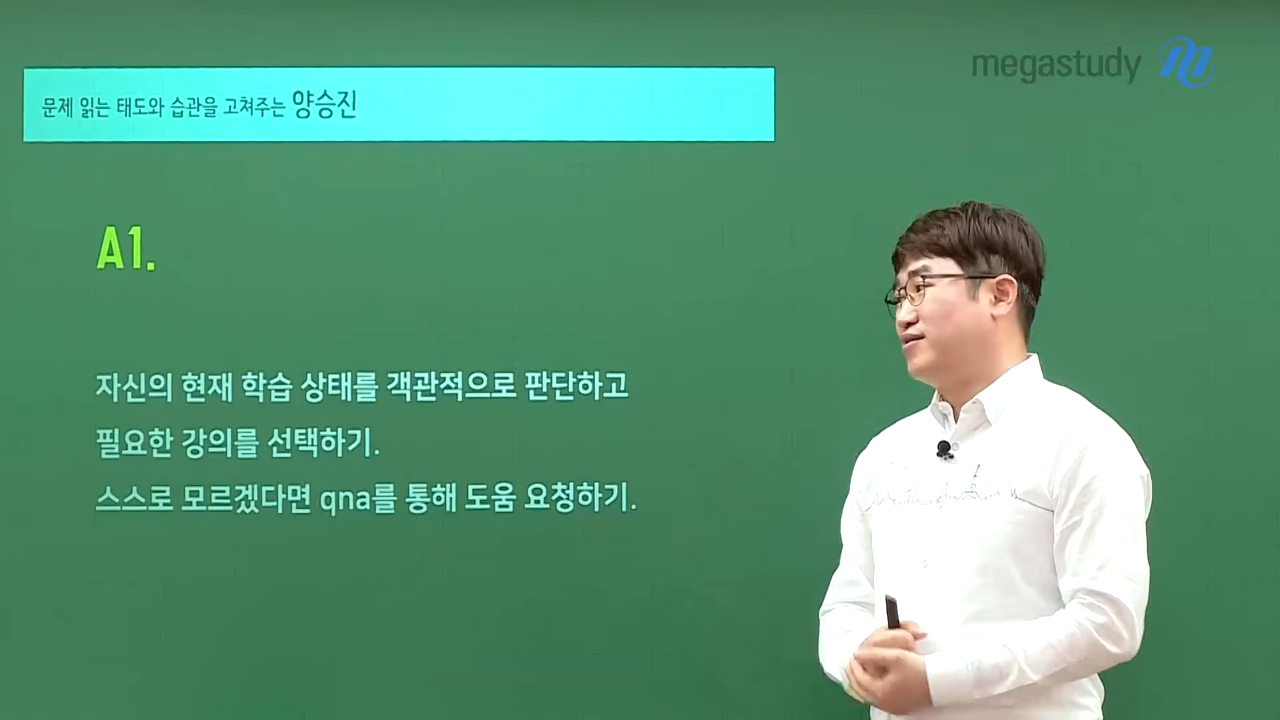 megastudy
문제 읽는 태도와 습관을 고쳐주는 양승진
A1.
자신의 현재 학습 상태를 객관적으로 판단하고
필요한 강의를 선택하기.
스스로 모르겠다면 qna를 통해 도움 요청하기.